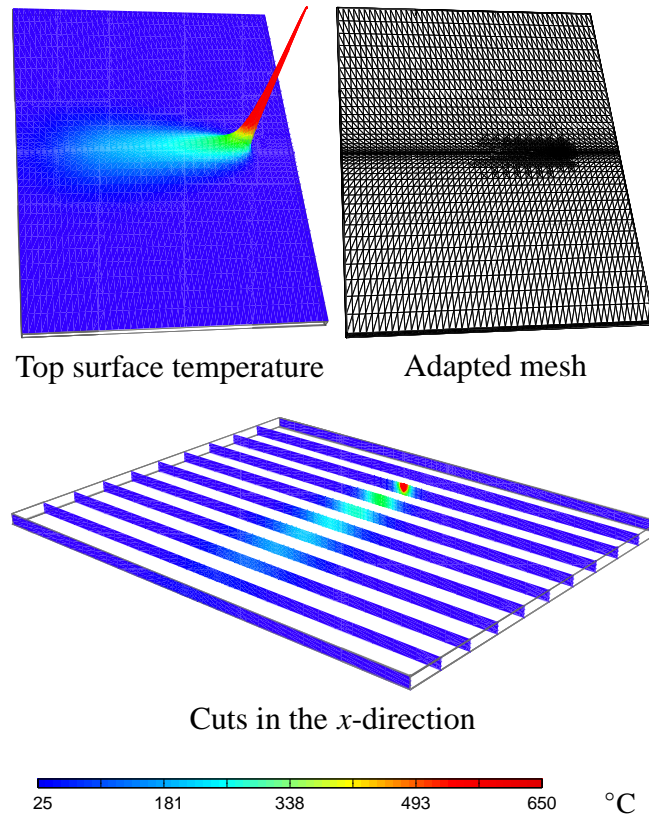 Top surface temperature
Adapted mesh
Cuts in the x-direction
25 181 338 493 650 °C